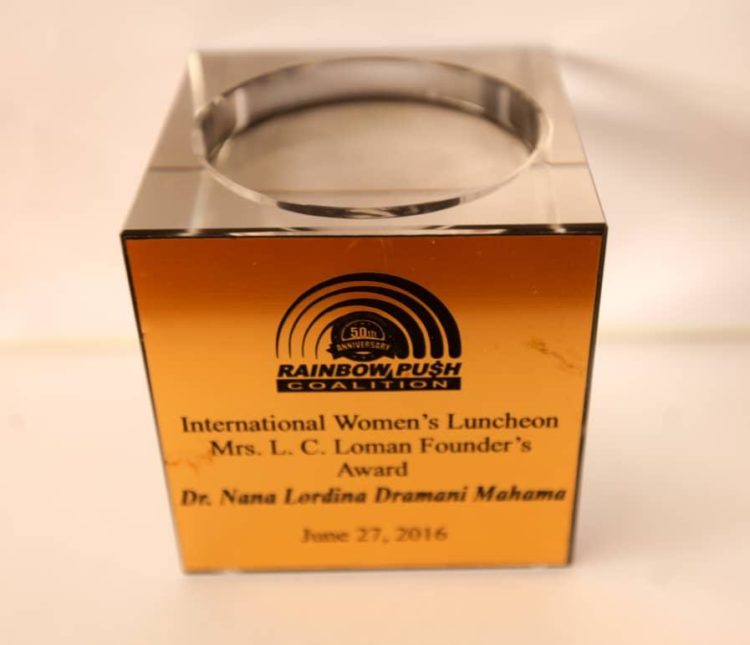 50th
ANNIVERSARY
RAINBOW PU$H
COALITION
International Women's Luncheon
Mrs. L. C. Loman Founder's
Award
Dr. Nana Lordina Dramani Mahama
June 27, 2016